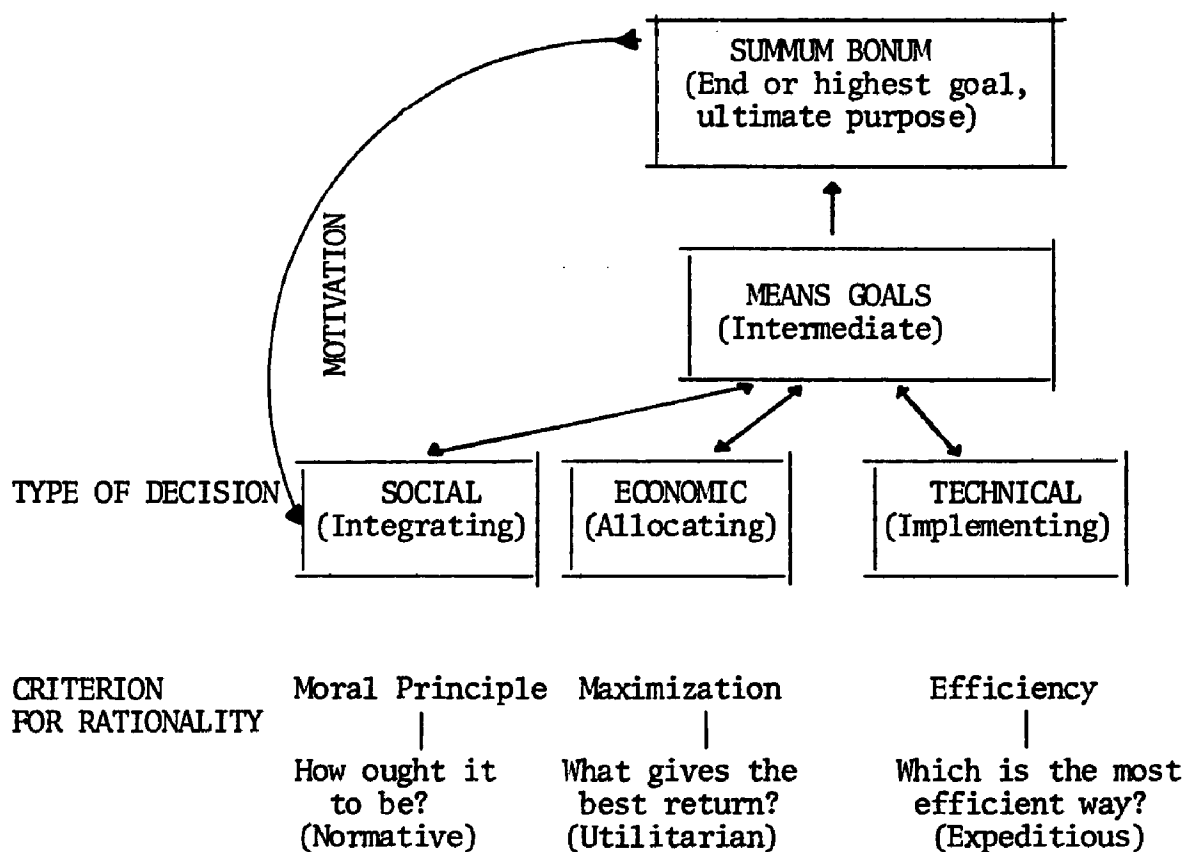 SUMMUM BONUM
(End or highest goal,
ultimate purpose)
MOTIVATION
MEANS GOALS
(Intermediate)
TYPE OF DECISION
SOCIAL
(Integrating)
ECONOMIC
(Allocating)
TECHNICAL
(Implementing)
CRITERION
FOR RATIONALITY
Moral Principle
How ought it
to be?
(Normative)
Maximization
What gives the
best return?
(Utilitarian)
Efficiency
Which is the most
efficient way?
(Expeditious)